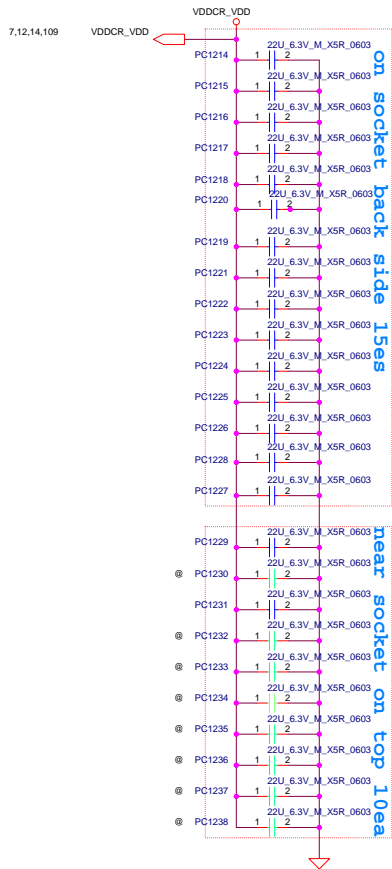 VDDCR_VDD
7,12,14,109 VDDCR_VDD
22U_6.3V_M_X5R_0603
PC1214 1 2
22U_6.3V_M_X5R_0603
PC1215 1 2
22U_6.3V_M_X5R_0603
PC1216 1 2
22U_6.3V_M_X5R_0603
PC1217 1 2
22U_6.3V_M_X5R_0603
PC1218 1 2
22U_6.3V_M_X5R_0603
PC1220 1 2
22U_6.3V_M_X5R_0603
PC1219 1 2
22U_6.3V_M_X5R_0603
PC1221 1 2
22U_6.3V_M_X5R_0603
PC1222 1 2
22U_6.3V_M_X5R_0603
PC1223 1 2
22U_6.3V_M_X5R_0603
PC1224 1 2
22U_6.3V_M_X5R_0603
PC1225 1 2
22U_6.3V_M_X5R_0603
PC1226 1 2
22U_6.3V_M_X5R_0603
PC1228 1 2
22U_6.3V_M_X5R_0603
PC1227 1 2
on socket back side 15es
22U_6.3V_M_X5R_0603
PC1229 1 2
22U_6.3V_M_X5R_0603
@ PC1230 1 2
22U_6.3V_M_X5R_0603
PC1231 1 2
22U_6.3V_M_X5R_0603
@ PC1232 1 2
22U_6.3V_M_X5R_0603
@ PC1233 1 2
22U_6.3V_M_X5R_0603
@ PC1234 1 2
22U_6.3V_M_X5R_0603
@ PC1235 1 2
22U_6.3V_M_X5R_0603
@ PC1236 1 2
22U_6.3V_M_X5R_0603
@ PC1237 1 2
22U_6.3V_M_X5R_0603
@ PC1238 1 2
near socket on top 10ea